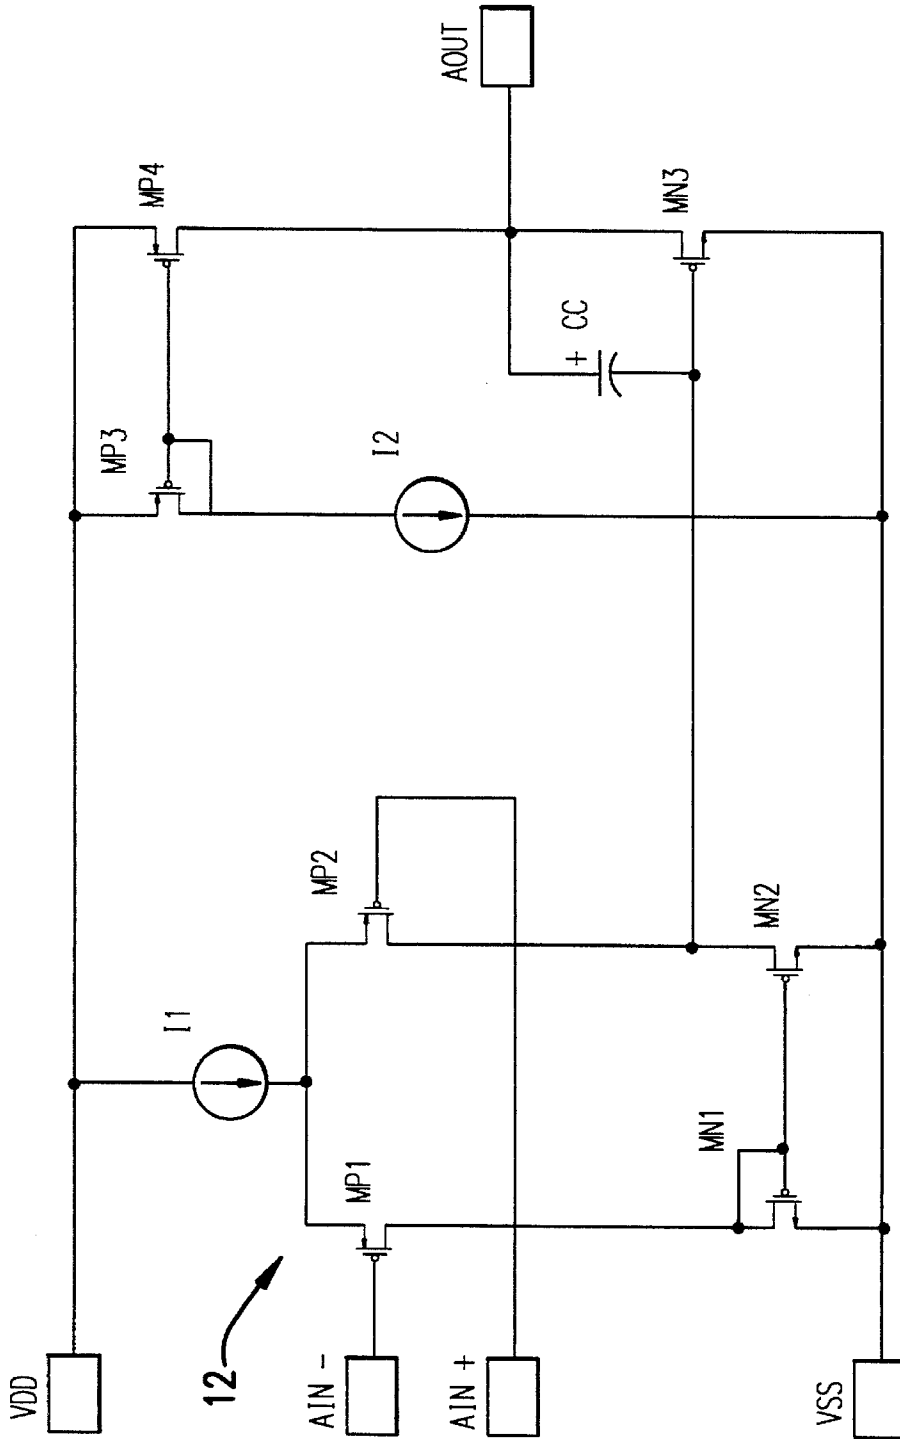 VDD
12
AIN -
AIN +
VSS
I1
MP1
MP2
MN1
MN2
MP3
MP4
I2
+ CC
MN3
AOUT